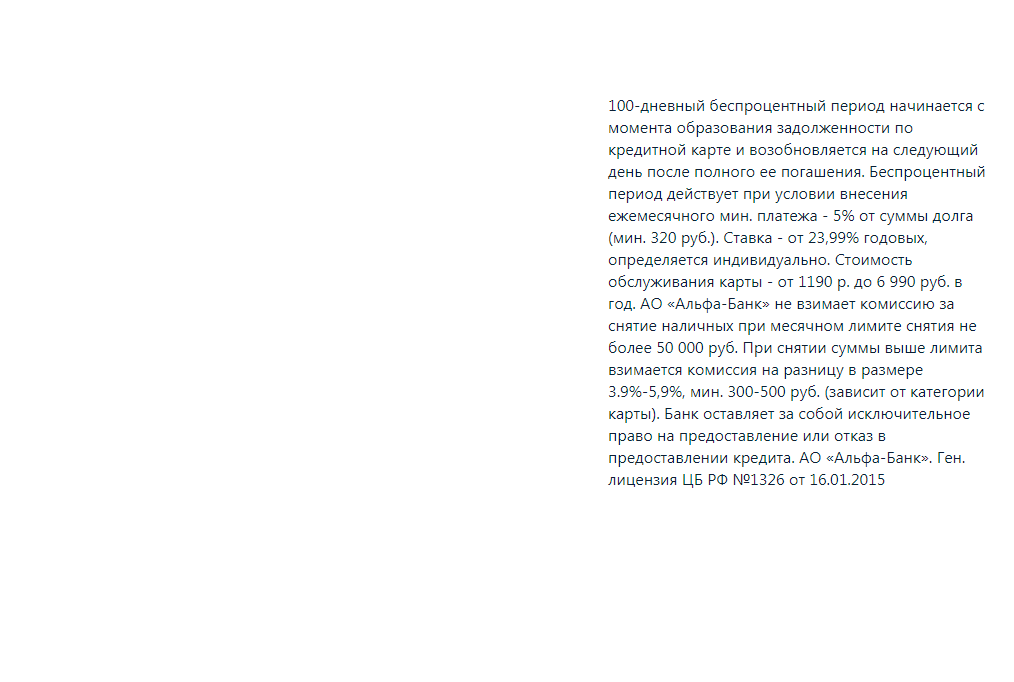 100-дневный беспроцентный период начинается с
момента образования задолженности по
кредитной карте и возобновляется на следующий
день после полного ее погашения. Беспроцентный
период действует при условии внесения
ежемесячного мин. платежа - 5% от суммы долга
(мин. 320 руб.). Ставка - от 23,99% годовых,
определяется индивидуально. Стоимость
обслуживания карты - от 1190 р. до 6 990 руб. в
год. АО «Альфа-Банк» не взимает комиссию за
снятие наличных при месячном лимите снятия не
более 50 000 руб. При снятии суммы выше лимита
взимается комиссия на разницу в размере
3.9%-5,9%, мин. 300-500 руб. (зависит от категории
карты). Банк оставляет за собой исключительное
право на предоставление или отказ в
предоставлении кредита. АО «Альфа-Банк». Ген.
лицензия ЦБ РФ №1326 от 16.01.2015